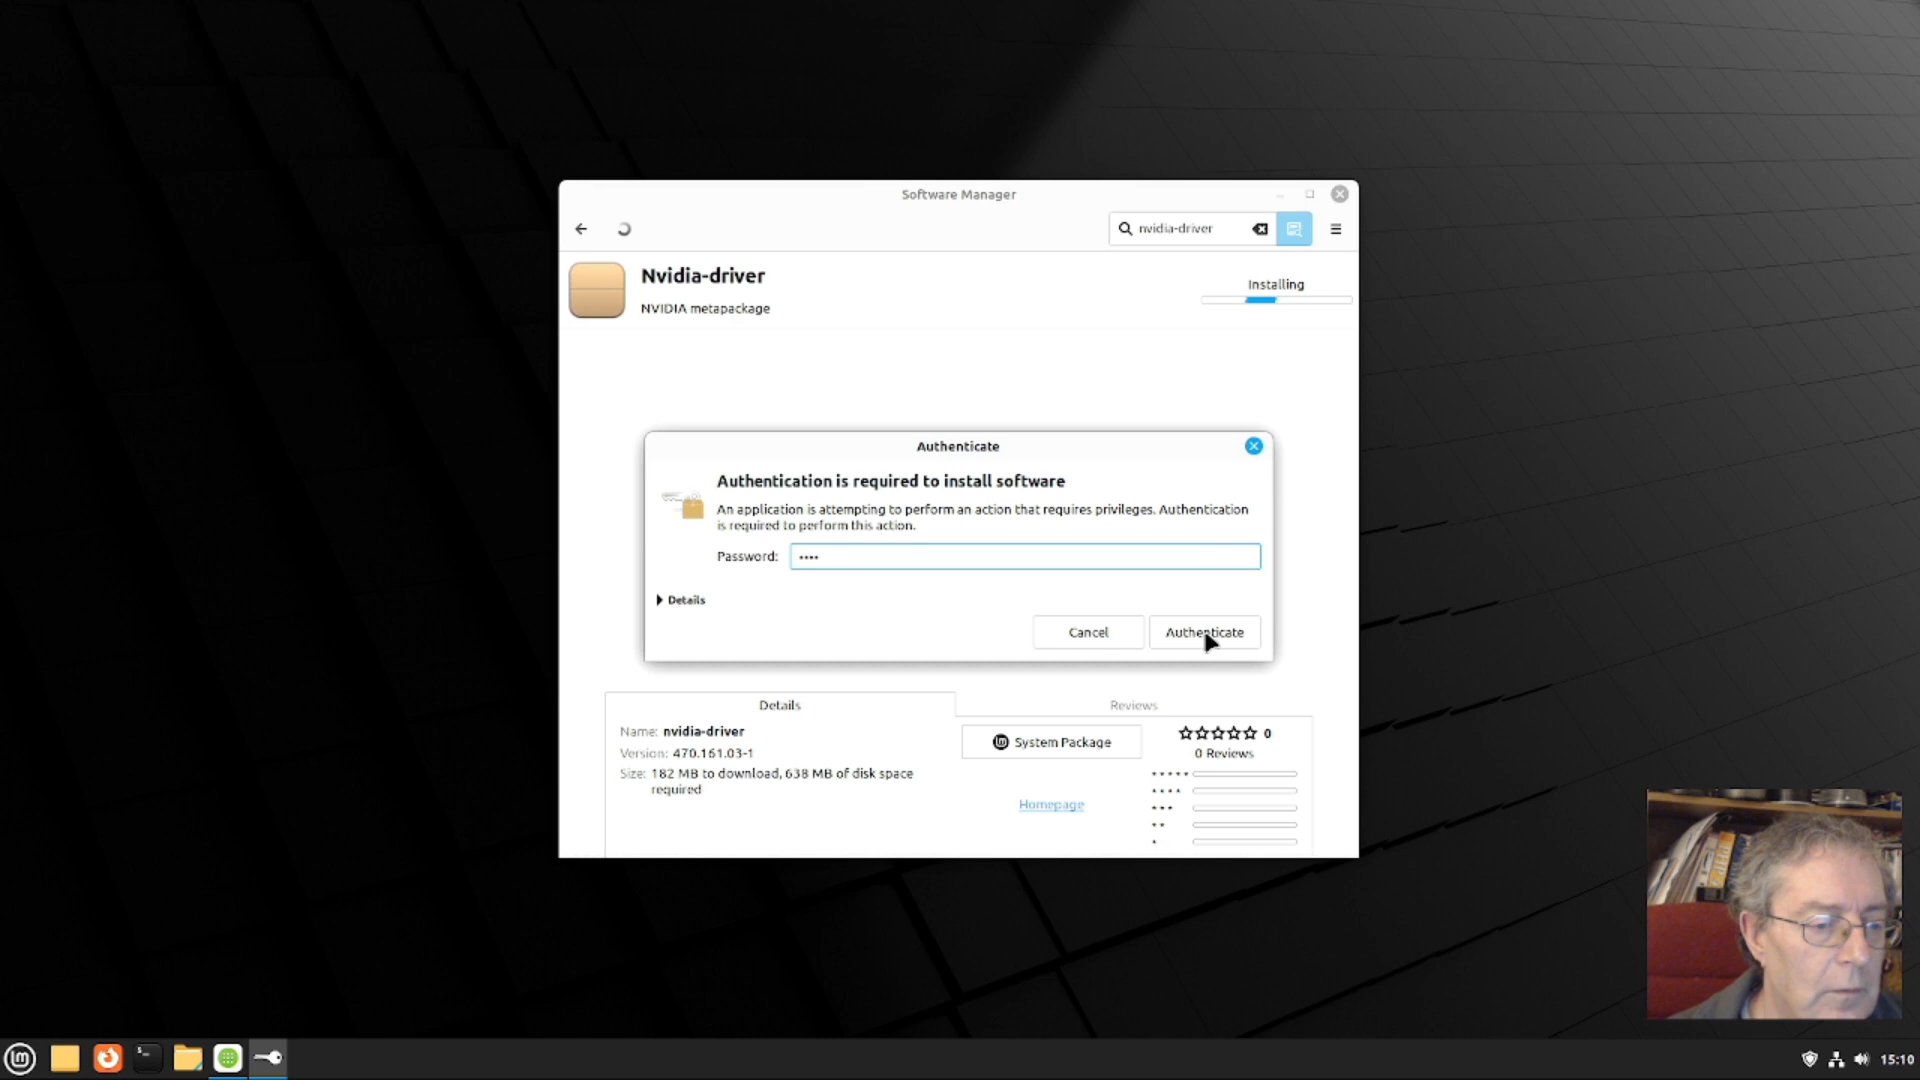 Software Manager
nvidia-driver
Nvidia-driver
NVIDIA metapackage
Installing
Authenticate
Authentication is required to install software
An application is attempting to perform an action that requires privileges. Authentication
is required to perform this action.
Password: ••••
Details
Cancel
Authenticate
Details
Reviews
Name: nvidia-driver
Version: 470.161.03-1
Size: 182 MB to download, 638 MB of disk space
required
System Package
Homepage
0
0 Reviews
15:10